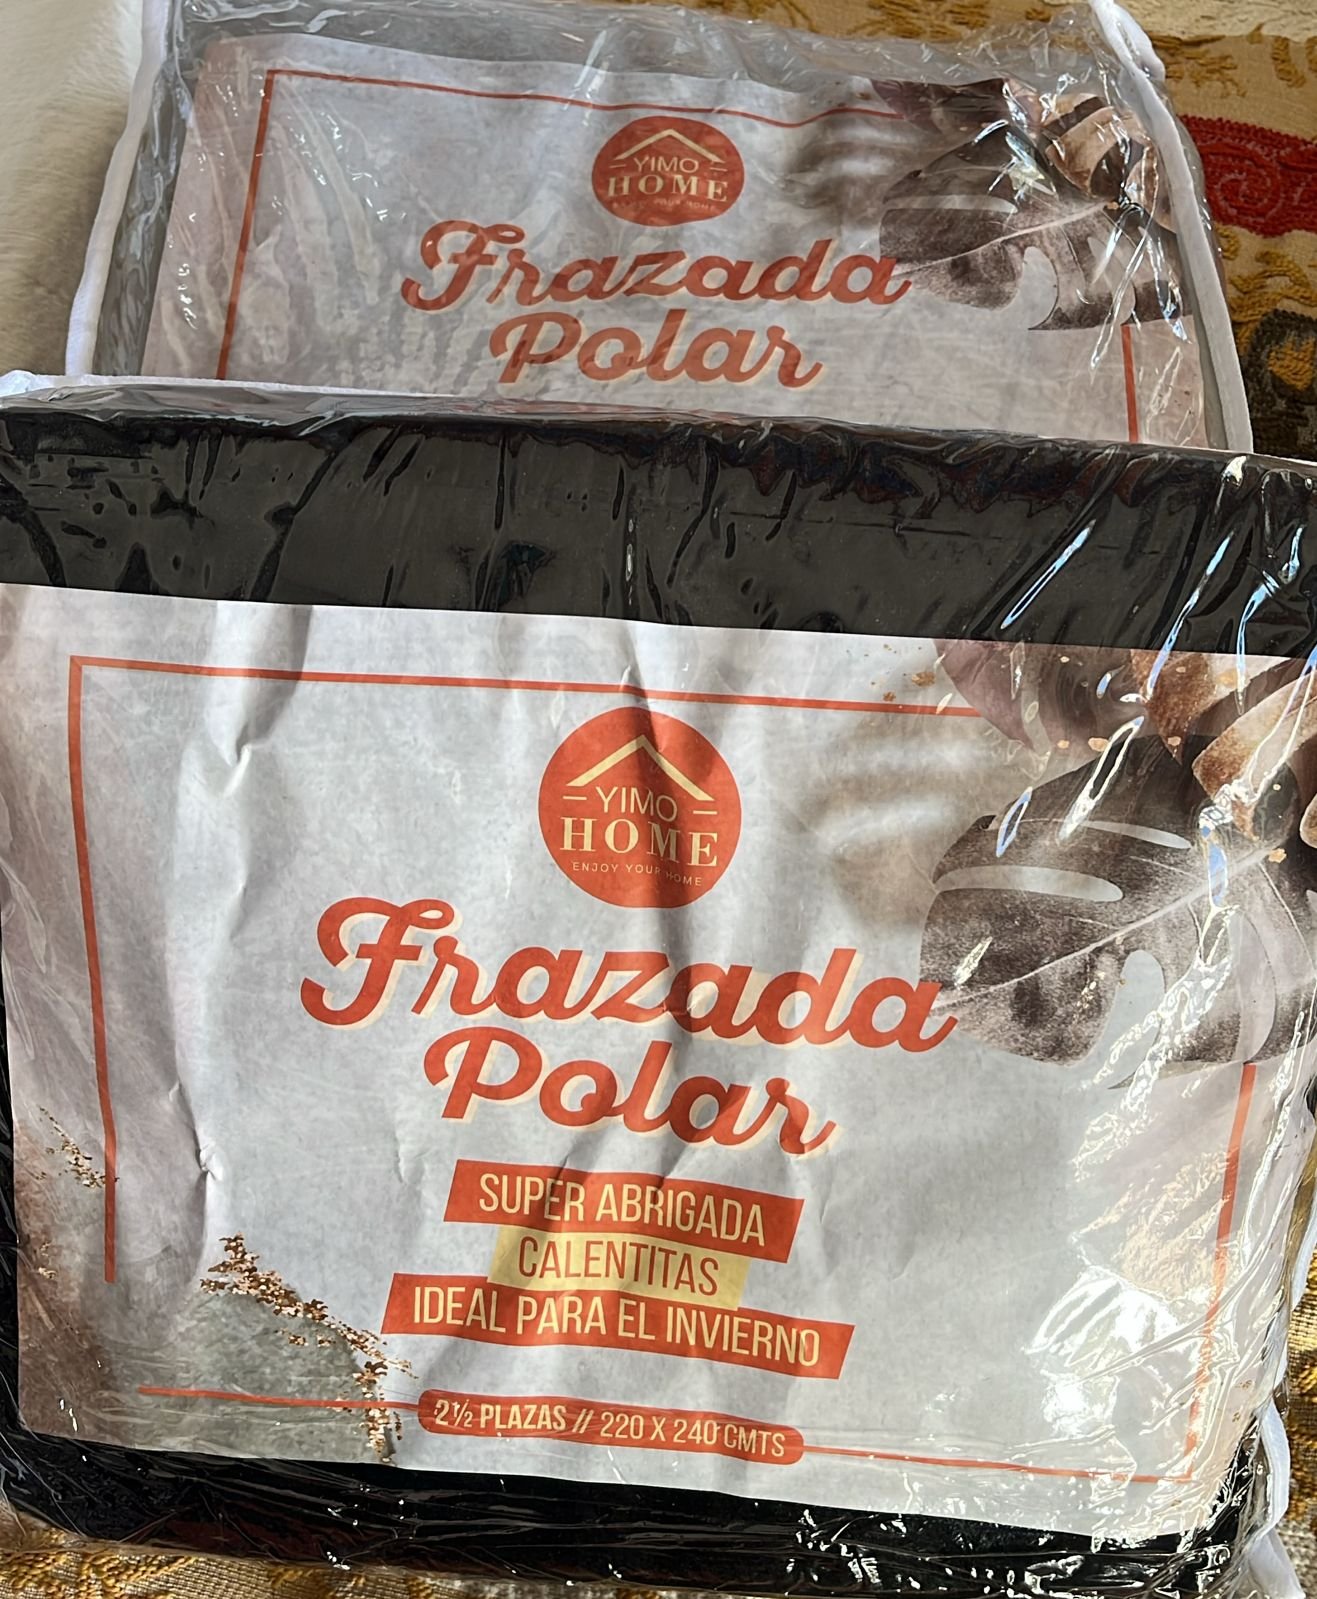 YIMO
HOME
Frazada
Polar
YIMO
HOME
ENJOY YOUR HOME
Frazada
Polar
SUPER ABRIGADA
CALENTITAS
IDEAL PARA EL INVIERNO
2½ PLAZAS // 220 X 240 CMTS